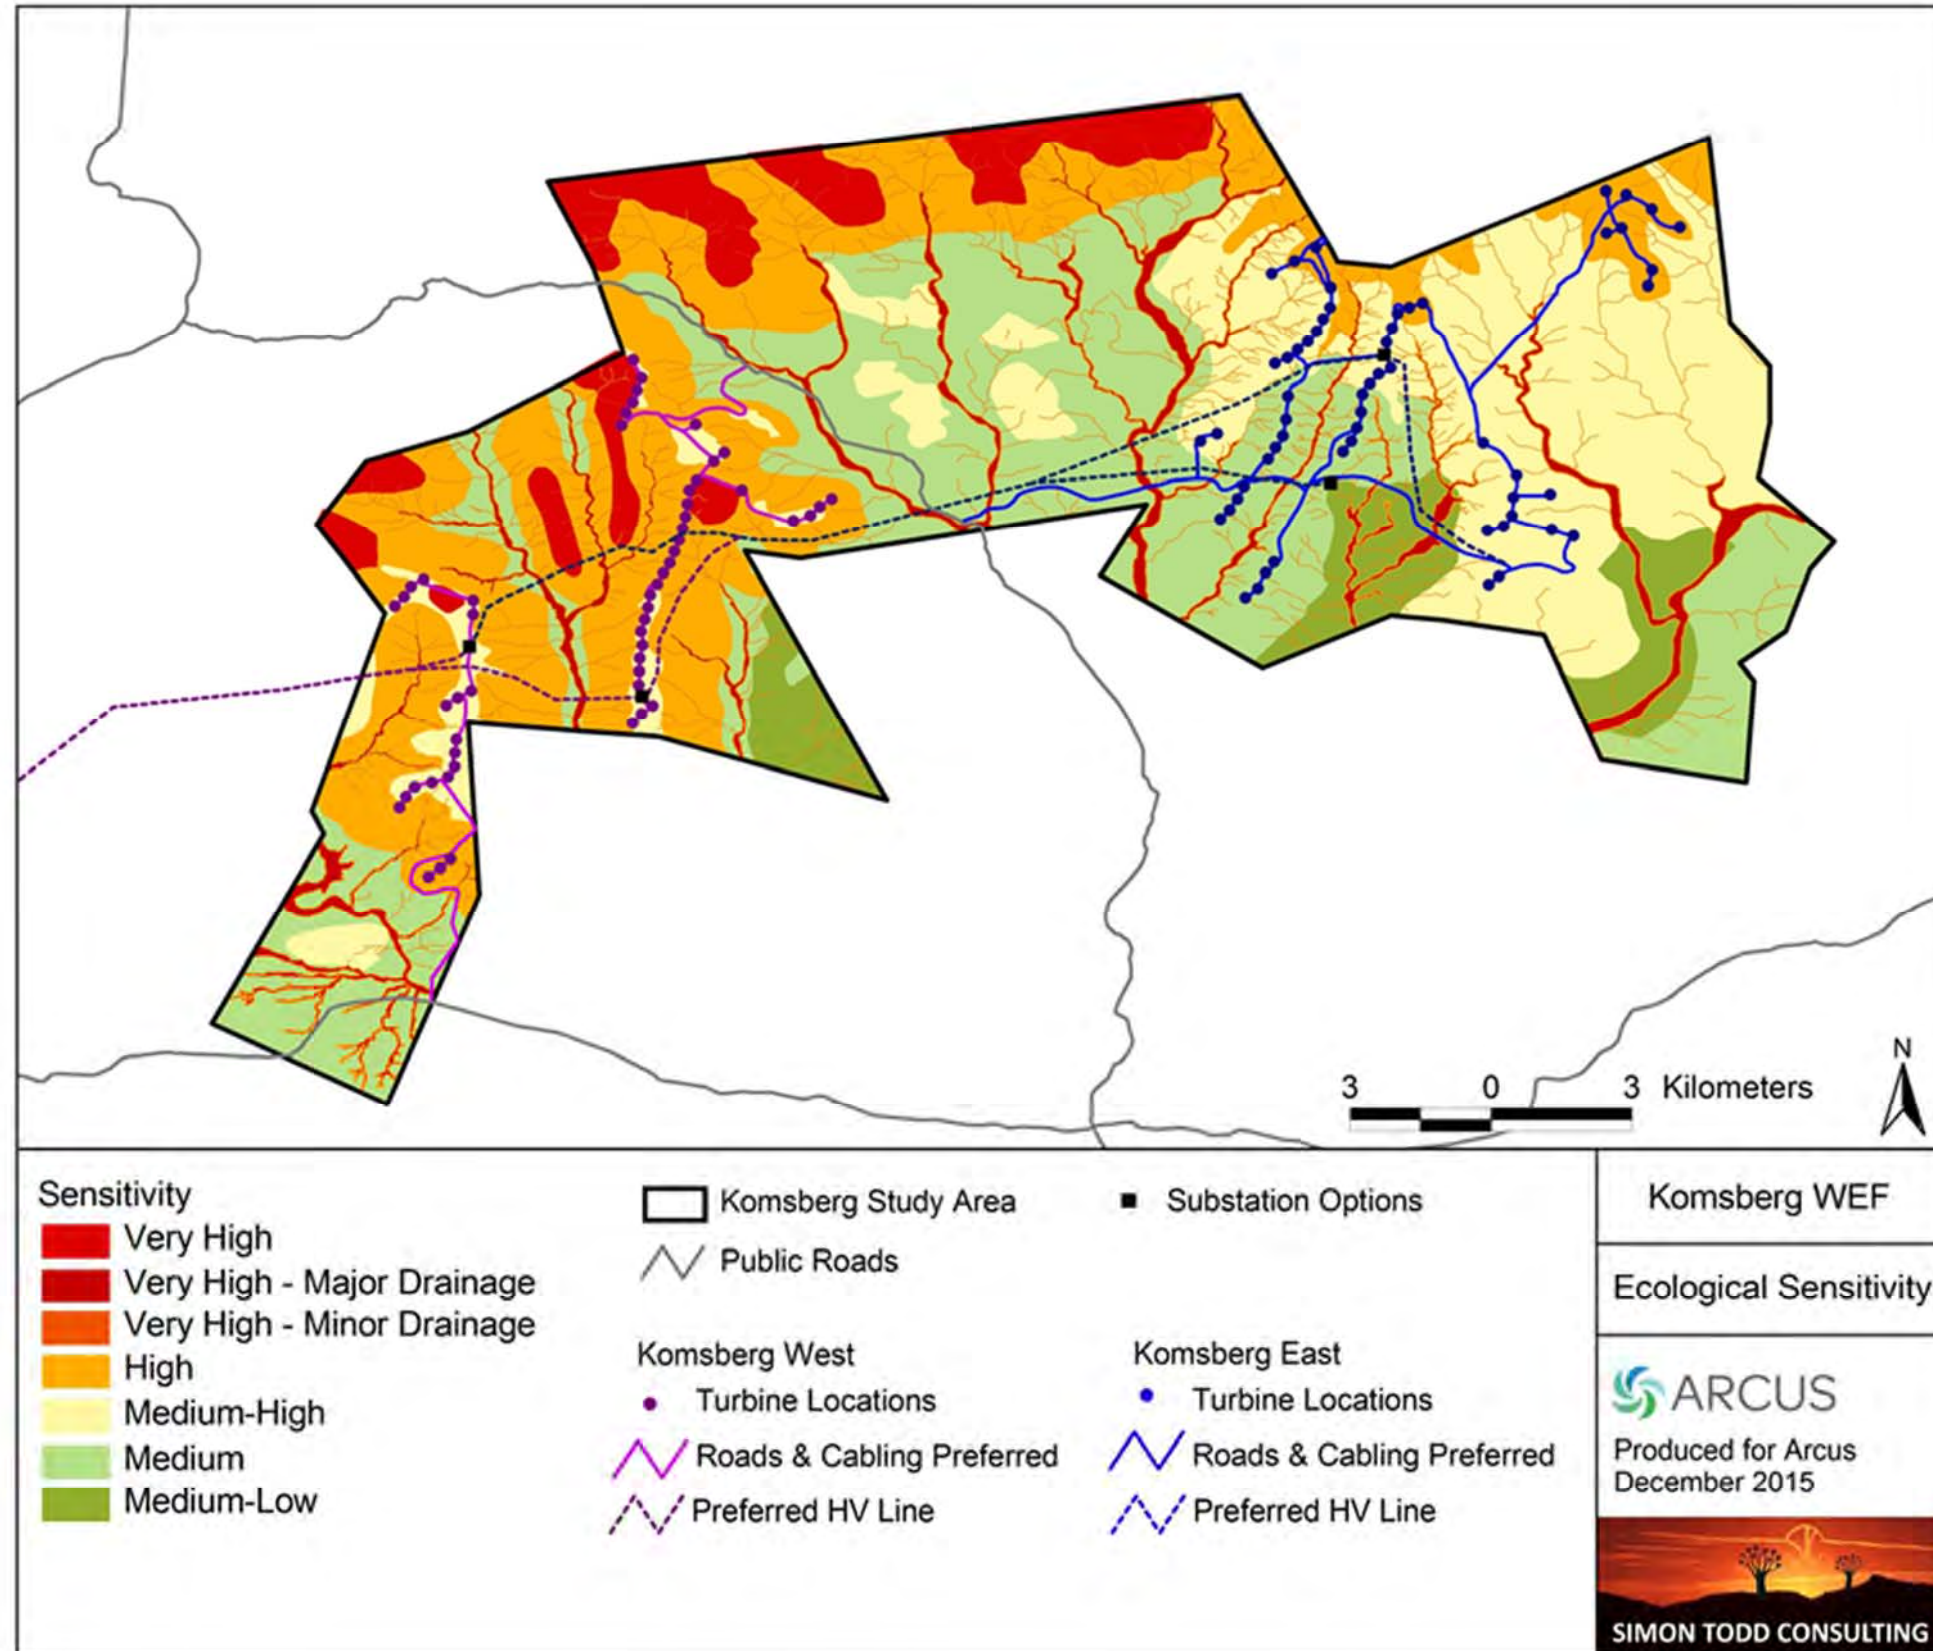 N
3 0 3 Kilometers
Sensitivity
Very High
Very High - Major Drainage
Very High - Minor Drainage
High
Medium-High
Medium
Medium-Low
Komsberg Study Area
Public Roads
Substation Options
Komsberg West
Turbine Locations
Roads & Cabling Preferred
Preferred HV Line
Komsberg East
Turbine Locations
Roads & Cabling Preferred
Preferred HV Line
Komsberg WEF
Ecological Sensitivity
ARCUS
Produced for Arcus
December 2015
SIMON TODD CONSULTING